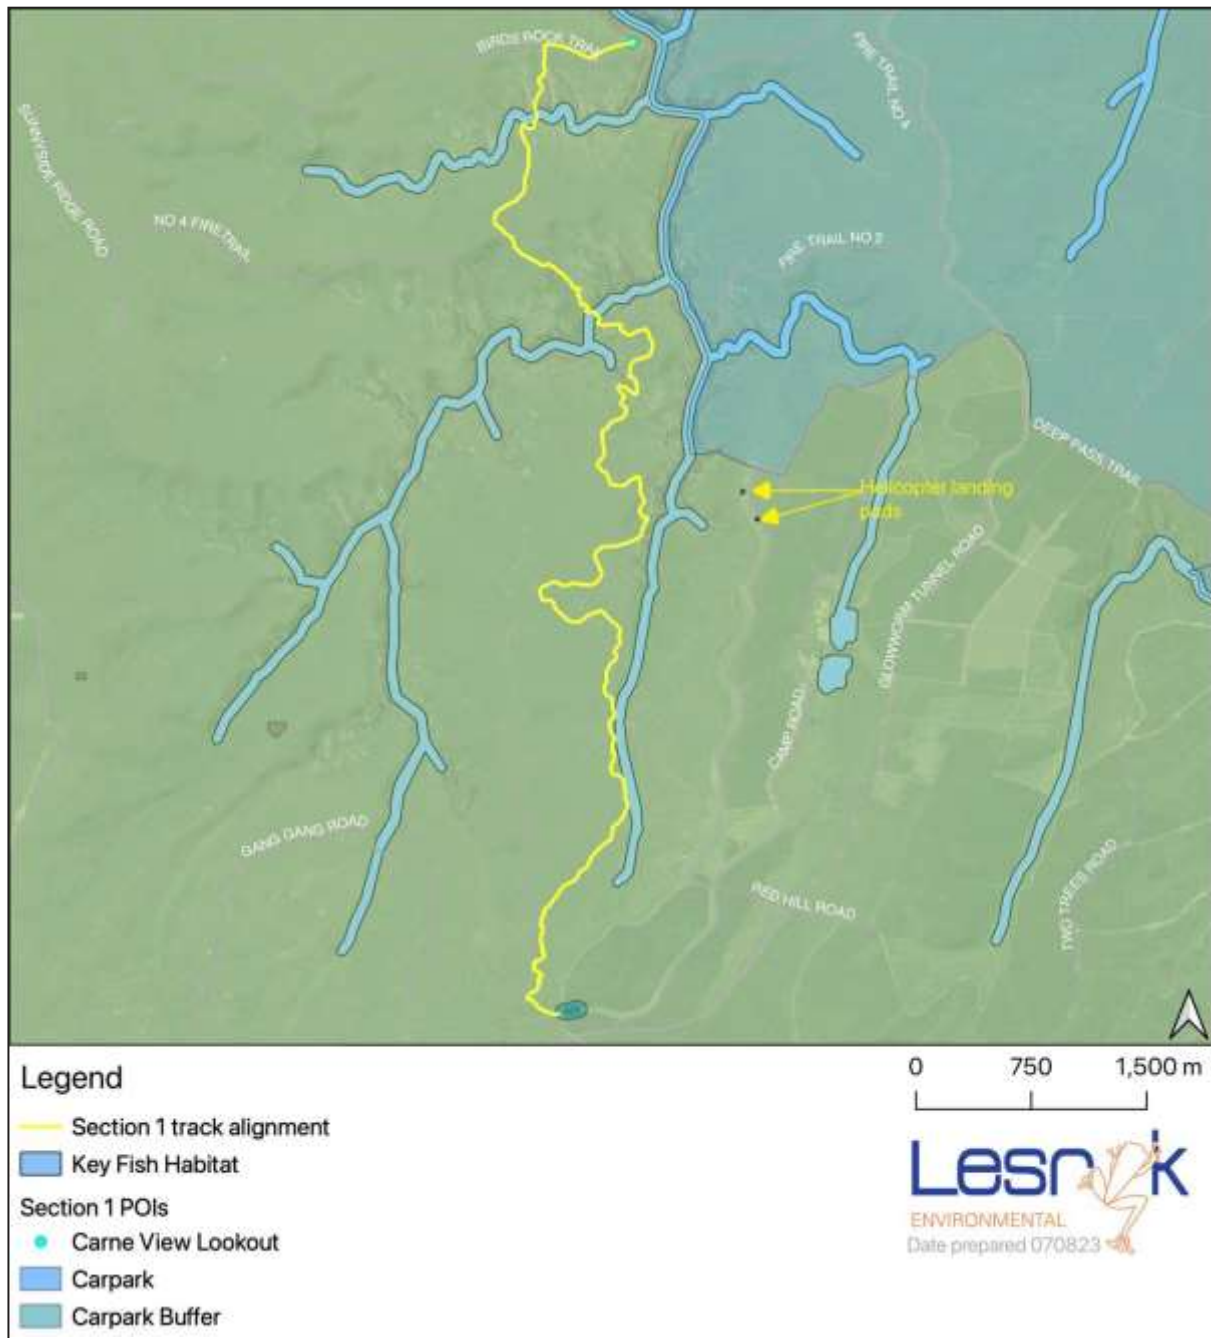 BIRDS ROCK TRAIL
FIRE TRAIL NO 4
SUNNYSIDE RIDGE ROAD
NO 4 FIRETRAIL
FIRE TRAIL NO 2
DEEP PASS TRAIL
Helicopter landing
pads
GLOWWORM TUNNEL ROAD
CAMP ROAD
GANG GANG ROAD
RED HILL ROAD
TWO TREES ROAD
Legend
0 750 1,500 m
Section 1 track alignment
Key Fish Habitat
Section 1 POIs
Carne View Lookout
Carpark
Carpark Buffer
Lesryk
ENVIRONMENTAL
Date prepared 070823